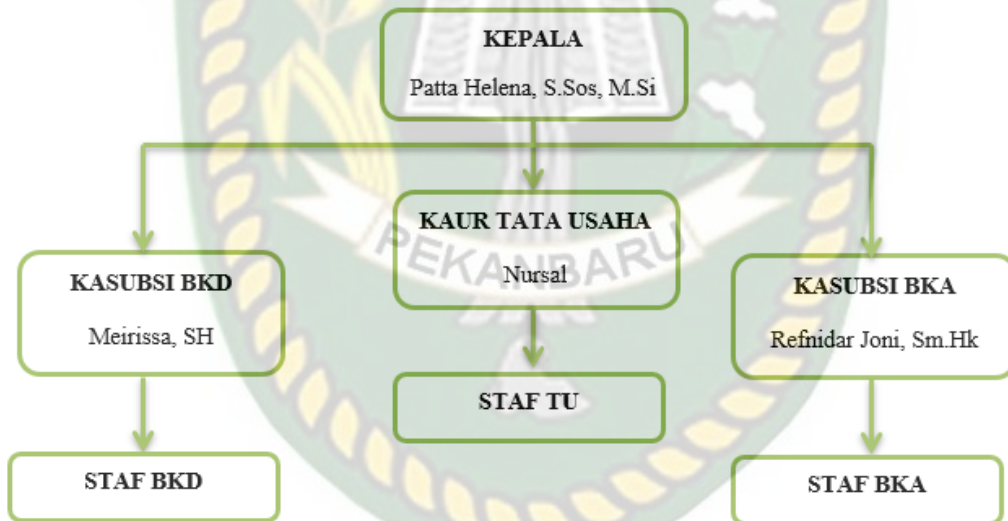 KEPALA
Patta Helena, S.Sos, M.Si
KAUR TATA USAHA
Nursal
PEKANBARU
KASUBSI BKD
Meirissa, SH
KASUBSI BKA
Refnidar Joni, Sm.Hk
STAF TU
STAF BKD
STAF BKA